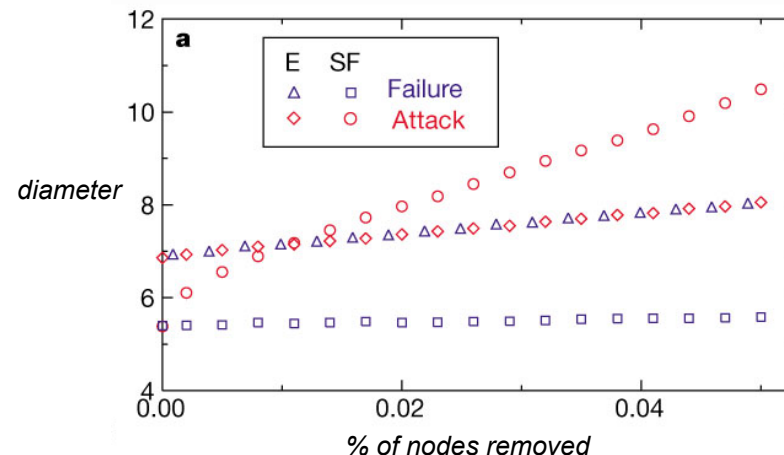 a
E SF
Failure
Attack
12
10
8
6
4
diameter
0.00 0.02 0.04
% of nodes removed